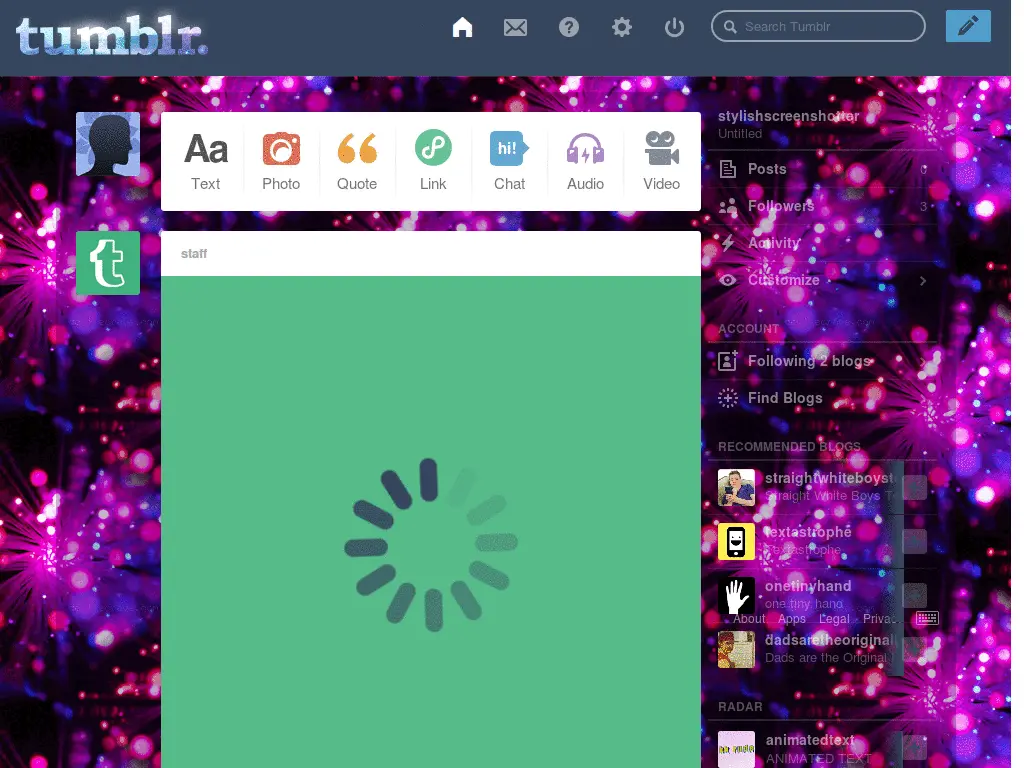 tumblr.
Search Tumblr
Aa
hi!
Text
Photo
Quote
Link
Chat
Audio
Video
staff
stylishscreenshotter
Untitled
Posts
Followers 3
Activity
Customize
ACCOUNT
Following 2 blogs
Find Blogs
RECOMMENDED BLOGS
straightwhiteboyst
Straight White Boys Te
textastrophe
Textastrophe
onetinyhand
one tiny hand
About Apps Legal Privac
dadsaretheoriginal
Dads are the Original
RADAR
animatedtext
ANIMATED TEXT